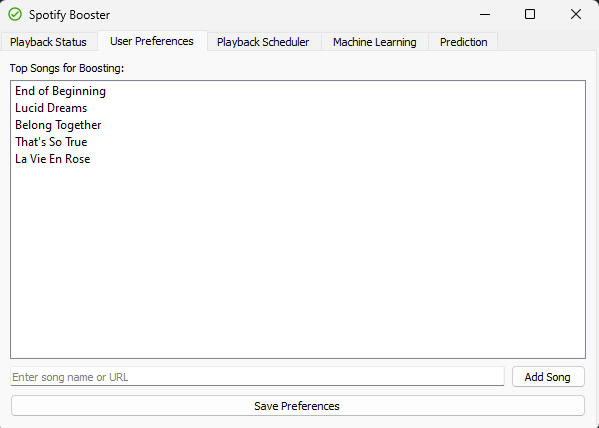 Spotify Booster
Playback Status User Preferences Playback Scheduler Machine Learning Prediction
Top Songs for Boosting:
End of Beginning
Lucid Dreams
Belong Together
That's So True
La Vie En Rose
Enter song name or URL Add Song
Save Preferences